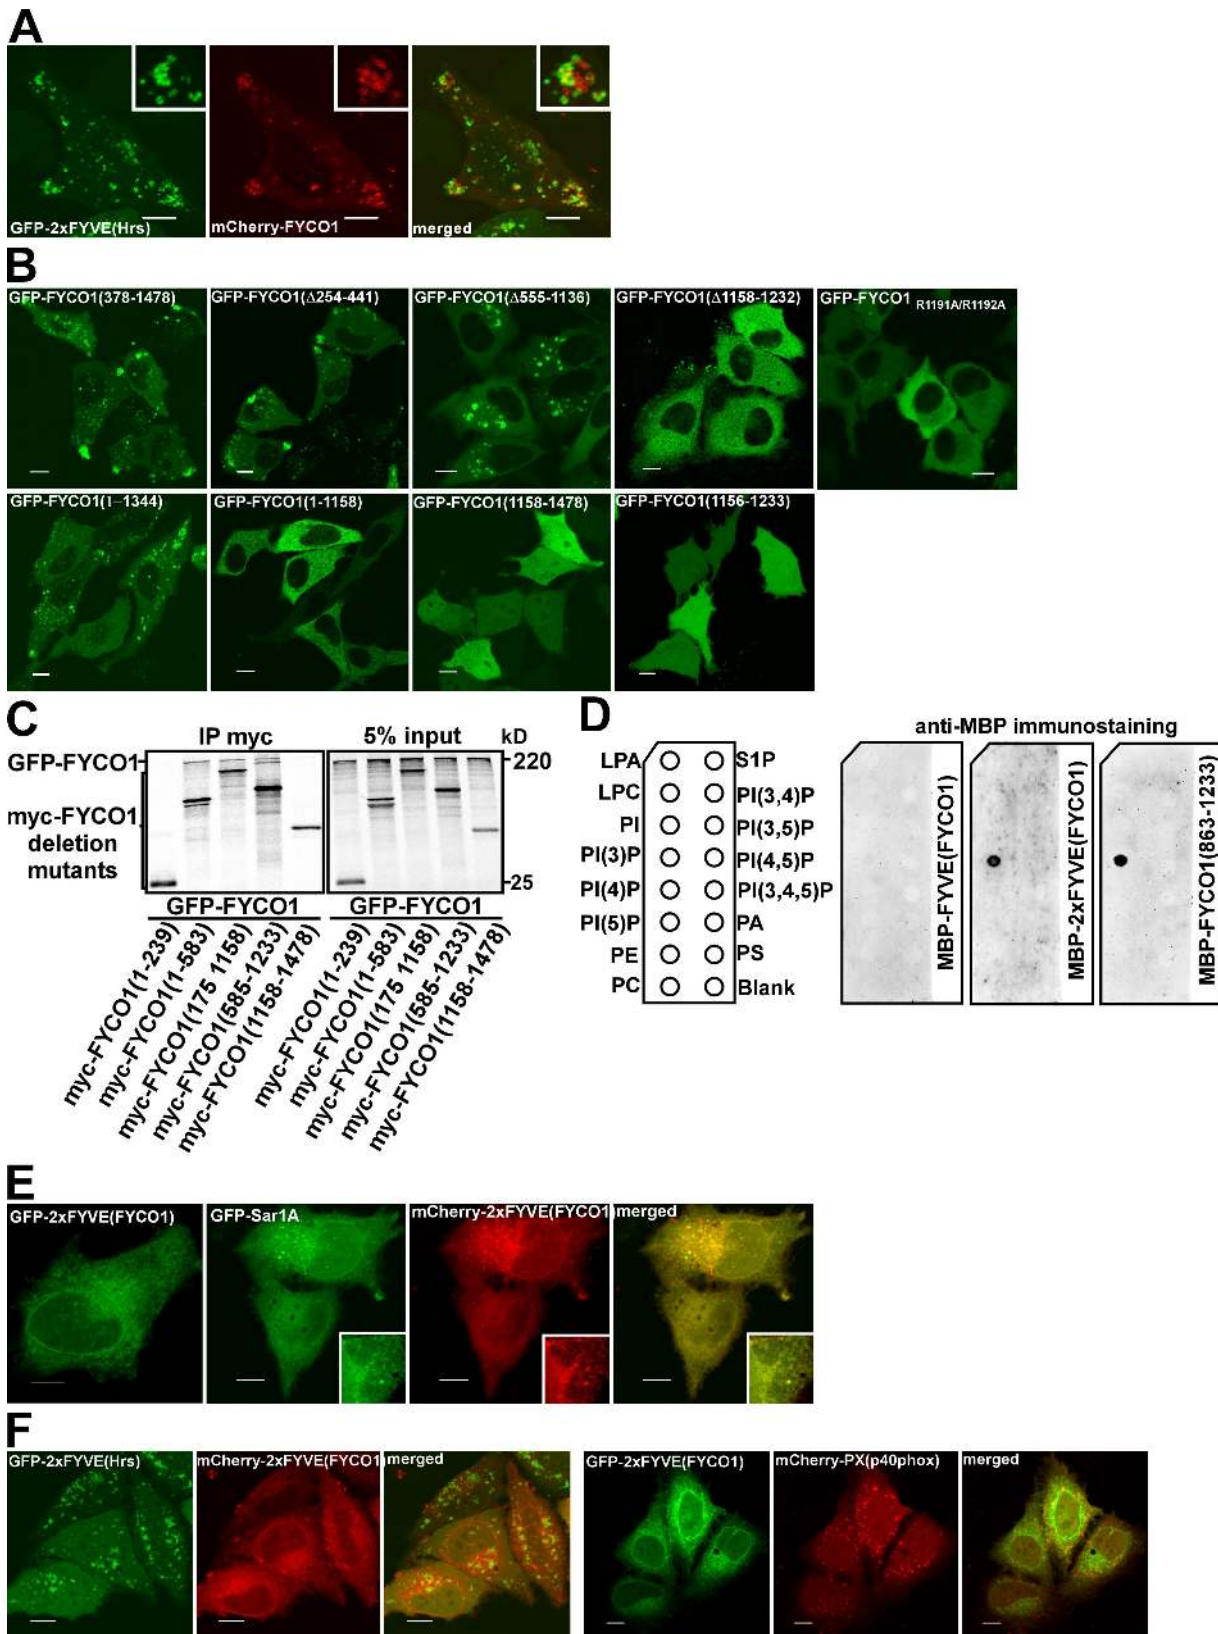 A
GFP-2xFYVE(Hrs)
mCherry-FYCO1
merged
B
GFP-FYCO1(378-1478)
GFP-FYCO1(Δ254-441)
GFP-FYCO1(Δ555-1136)
GFP-FYCO1(Δ1158-1232)
GFP-FYCO1 R1191A/R1192A
GFP-FYCO1(1-1344)
GFP-FYCO1(1-1158)
GFP-FYCO1(1158-1478)
GFP-FYCO1(1156-1233)
C
IP myc
5% input
kD
GFP-FYCO1
220
myc-FYCO1
deletion
mutants
25
GFP-FYCO1
GFP-FYCO1
myc-FYCO1(1-239)
myc-FYCO1(1-583)
myc-FYCO1(175-1158)
myc-FYCO1(585-1233)
myc-FYCO1(1158-1478)
myc-FYCO1(1-239)
myc-FYCO1(1-583)
myc-FYCO1(175-1158)
myc-FYCO1(585-1233)
myc-FYCO1(1158-1478)
D
anti-MBP immunostaining
LPA
S1P
LPC
PI(3,4)P
PI
PI(3,5)P
PI(3)P
PI(4,5)P
PI(4)P
PI(3,4,5)P
PI(5)P
PA
PE
PS
PC
Blank
MBP-FYVE(FYCO1)
MBP-2xFYVE(FYCO1)
MBP-FYCO1(863-1233)
E
GFP-2xFYVE(FYCO1)
GFP-Sar1A
mCherry-2xFYVE(FYCO1)
merged
F
GFP-2xFYVE(Hrs)
mCherry-2xFYVE(FYCO1)
merged
GFP-2xFYVE(FYCO1)
mCherry-PX(p40phox)
merged